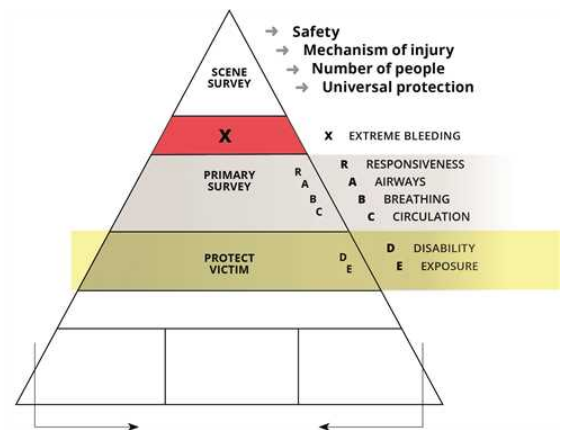 → Safety
→ Mechanism of injury
→ Number of people
→ Universal protection
SCENE
SURVEY
X
X EXTREME BLEEDING
PRIMARY
SURVEY
R
A
B
C
R RESPONSIVENESS
A AIRWAYS
B BREATHING
C CIRCULATION
PROTECT
VICTIM
D
E
D DISABILITY
E EXPOSURE